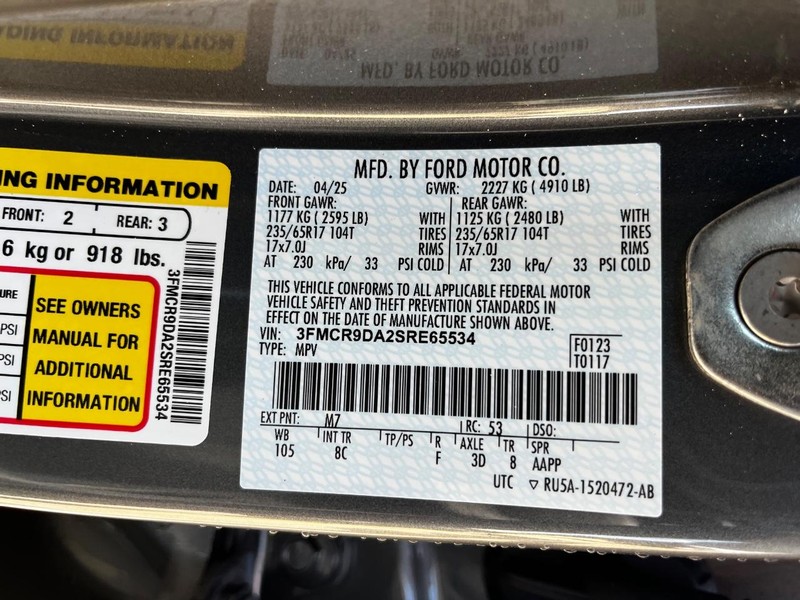 NG INFORMATION
FRONT: 2 REAR: 3
6 kg or 918 lbs.
URE
PSI
PSI
SEE OWNERS
MANUAL FOR
ADDITIONAL
INFORMATION
3FMCR9DA2SRE65534
MFD. BY FORD MOTOR CO.
DATE: 04/25 GVWR: 2227 KG ( 4910 LB)
FRONT GAWR: REAR GAWR:
1177 KG ( 2595 LB) WITH 1125 KG ( 2480 LB) WITH
235/65R17 104T TIRES 235/65R17 104T TIRES
17x7.0J RIMS 17x7.0J RIMS
AT 230 kPa/ 33 PSI COLD AT 230 kPa/ 33 PSI COLD
THIS VEHICLE CONFORMS TO ALL APPLICABLE FEDERAL MOTOR
VEHICLE SAFETY AND THEFT PREVENTION STANDARDS IN
EFFECT ON THE DATE OF MANUFACTURE SHOWN ABOVE.
VIN: 3FMCR9DA2SRE65534
TYPE: MPV
F0123
T0117
EXT PNT: M7 RC: 53 DSO:
WB INT TR TP/PS R AXLE TR SPR
105 8C F 3D 8 AAPP
UTC ▽ RU5A-1520472-AB